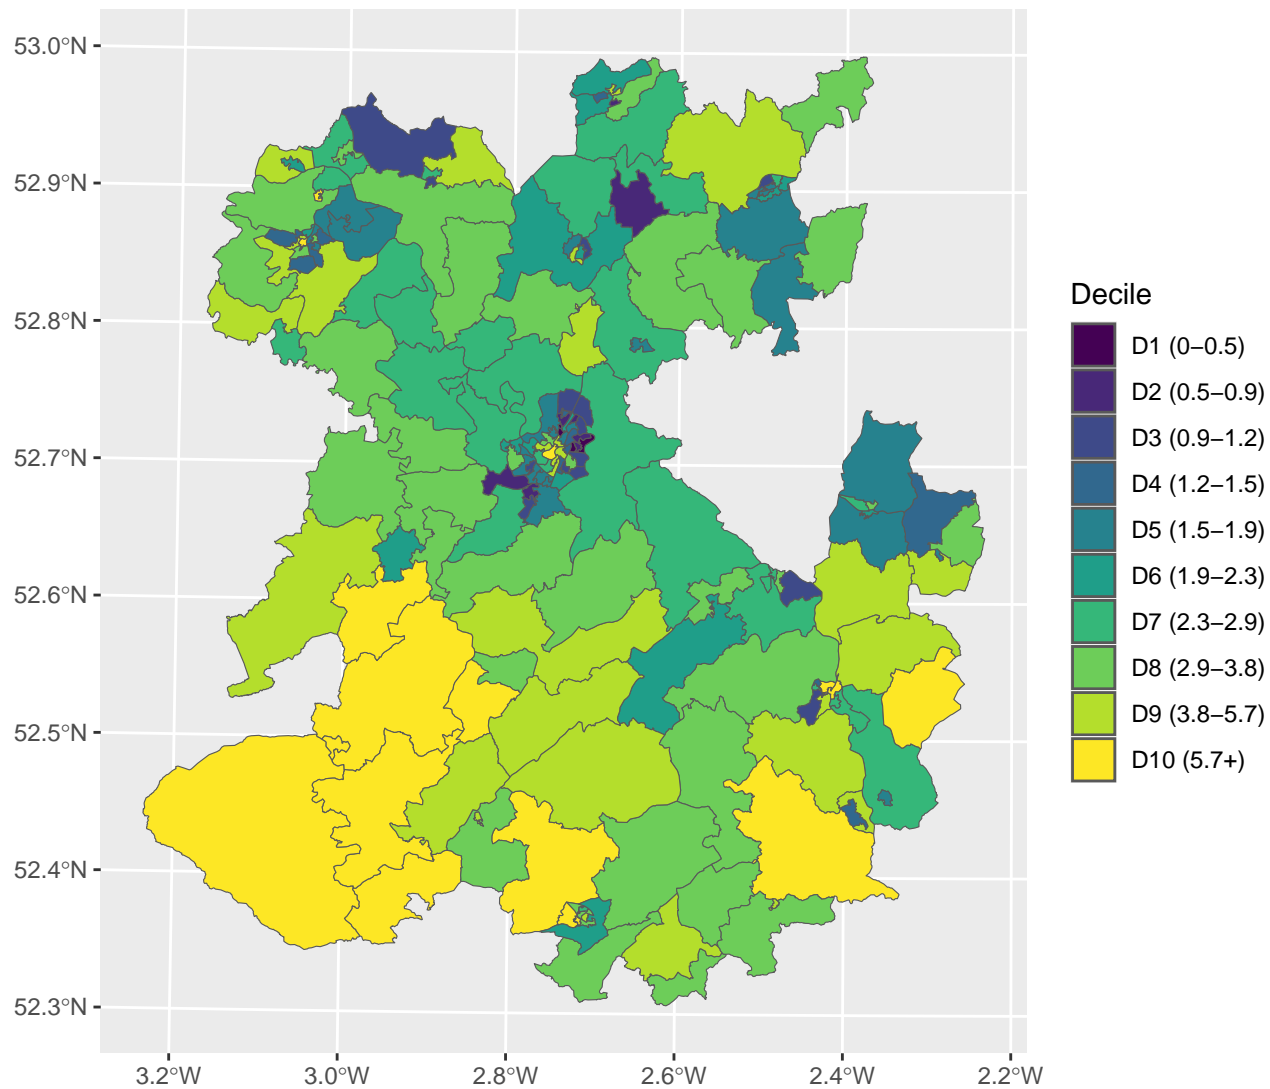 53.0°N
52.9°N
52.8°N
52.7°N
52.6°N
52.5°N
52.4°N
52.3°N
3.2°W 3.0°W 2.8°W 2.6°W 2.4°W 2.2°W
Decile
D1 (0−0.5)
D2 (0.5−0.9)
D3 (0.9−1.2)
D4 (1.2−1.5)
D5 (1.5−1.9)
D6 (1.9−2.3)
D7 (2.3−2.9)
D8 (2.9−3.8)
D9 (3.8−5.7)
D10 (5.7+)